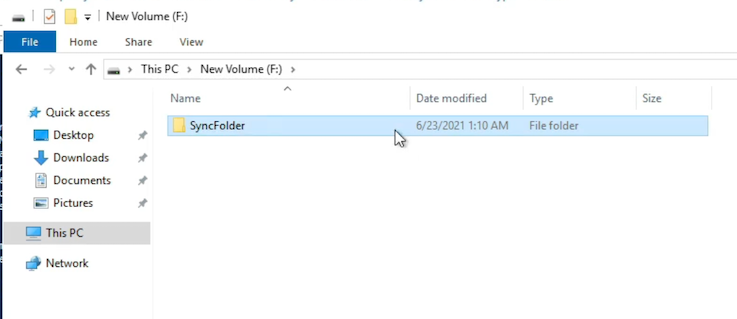 New Volume (F:)
File Home Share View
This PC New Volume (F:)
Name Date modified Type Size
Quick access
SyncFolder 6/23/2021 1:10 AM File folder
Desktop
Downloads
Documents
Pictures
This PC
Network